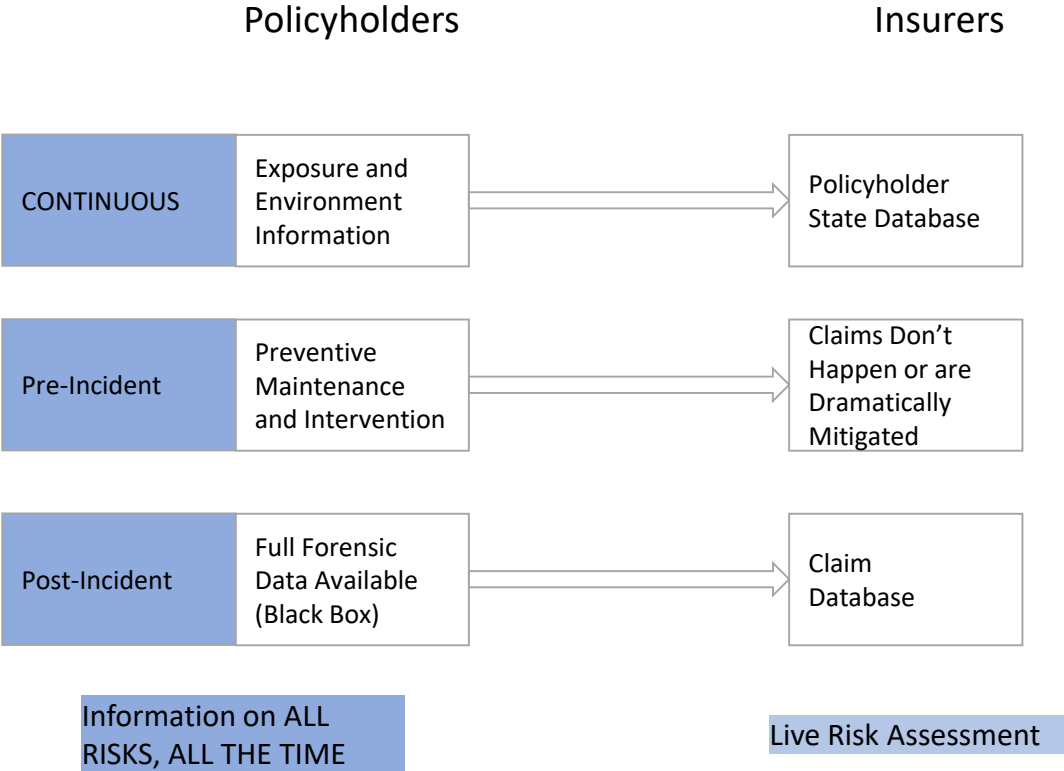 Policyholders
Insurers
CONTINUOUS
Exposure and
Environment
Information
Policyholder
State Database
Pre-Incident
Preventive
Maintenance
and Intervention
Claims Don’t
Happen or are
Dramatically
Mitigated
Post-Incident
Full Forensic
Data Available
(Black Box)
Claim
Database
Information on ALL
RISKS, ALL THE TIME
Live Risk Assessment